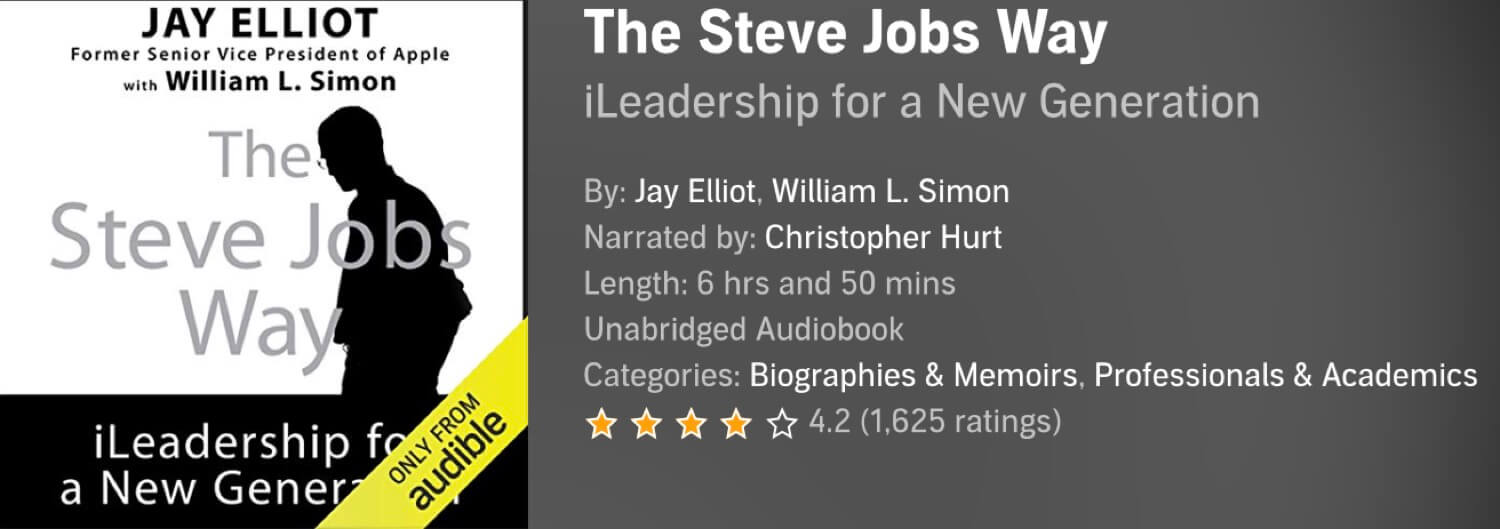 JAY ELLIOT
Former Senior Vice President of Apple
with William L. Simon
The
Steve Jobs
Way
iLeadership fo
a New Genera
ONLY FROM
audible
The Steve Jobs Way
iLeadership for a New Generation
By: Jay Elliot, William L. Simon
Narrated by: Christopher Hurt
Length: 6 hrs and 50 mins
Unabridged Audiobook
Categories: Biographies & Memoirs, Professionals & Academics
4.2 (1,625 ratings)